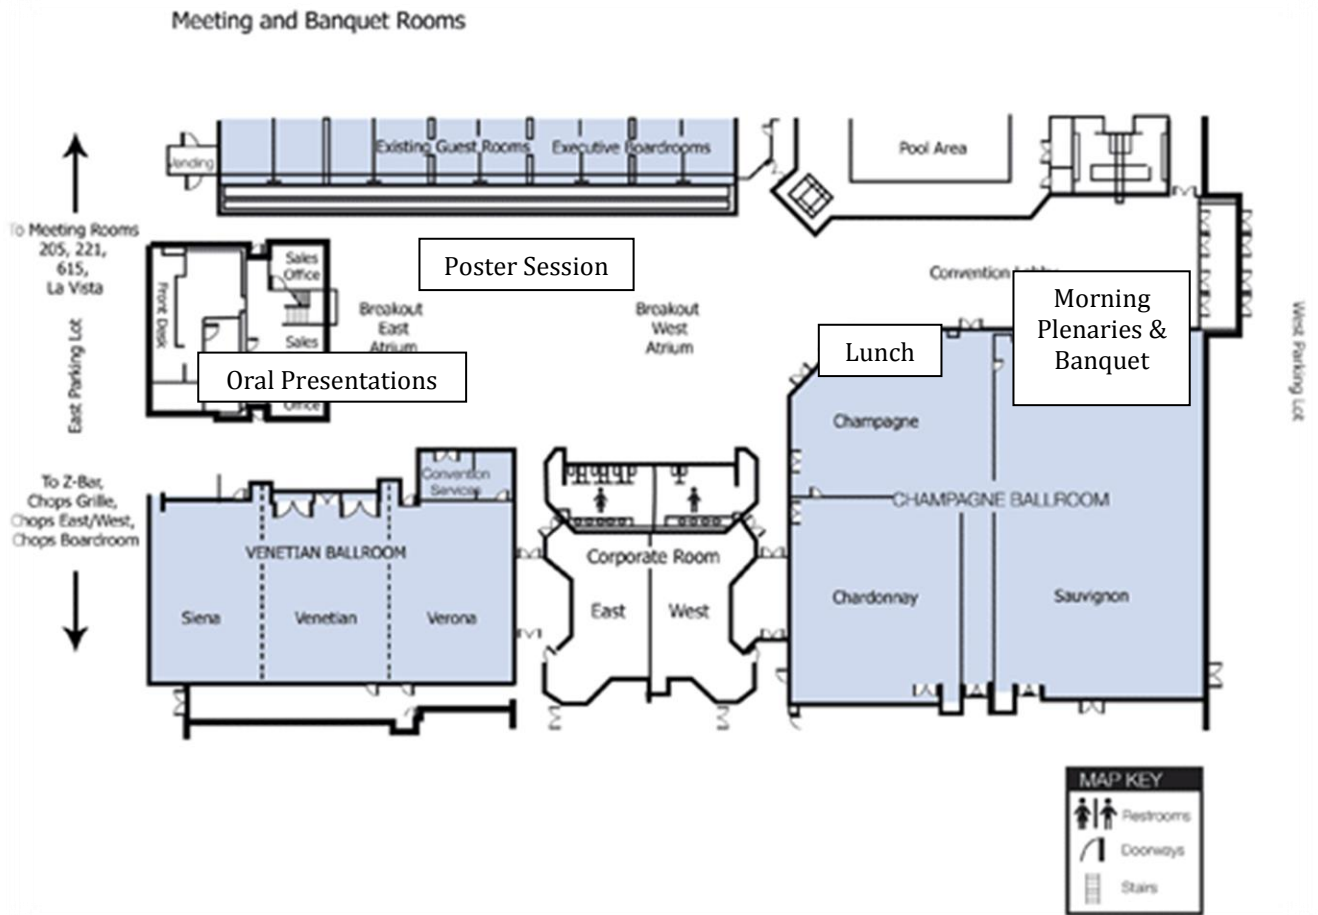 Meeting and Banquet Rooms
Existing Guest Rooms
Executive Boardrooms
Pool Area
Vending
To Meeting Rooms
205, 221,
615,
La Vista
East Parking Lot
Front Desk
Sales
Office
Sales
Office
Poster Session
Oral Presentations
Breakout
East
Atrium
Breakout
West
Atrium
Convention
Morning
Plenaries &
Banquet
Lunch
West Parking Lot
Champagne
CHAMPAGNE BALLROOM
Chardonnay
Sauvignon
To Z-Bar,
Chops Grille,
Chops East/West,
Chops Boardroom
Convention
Services
VENETIAN BALLROOM
Siena
Venetian
Verona
Corporate Room
East
West
MAP KEY
Restrooms
Doorways
Stairs